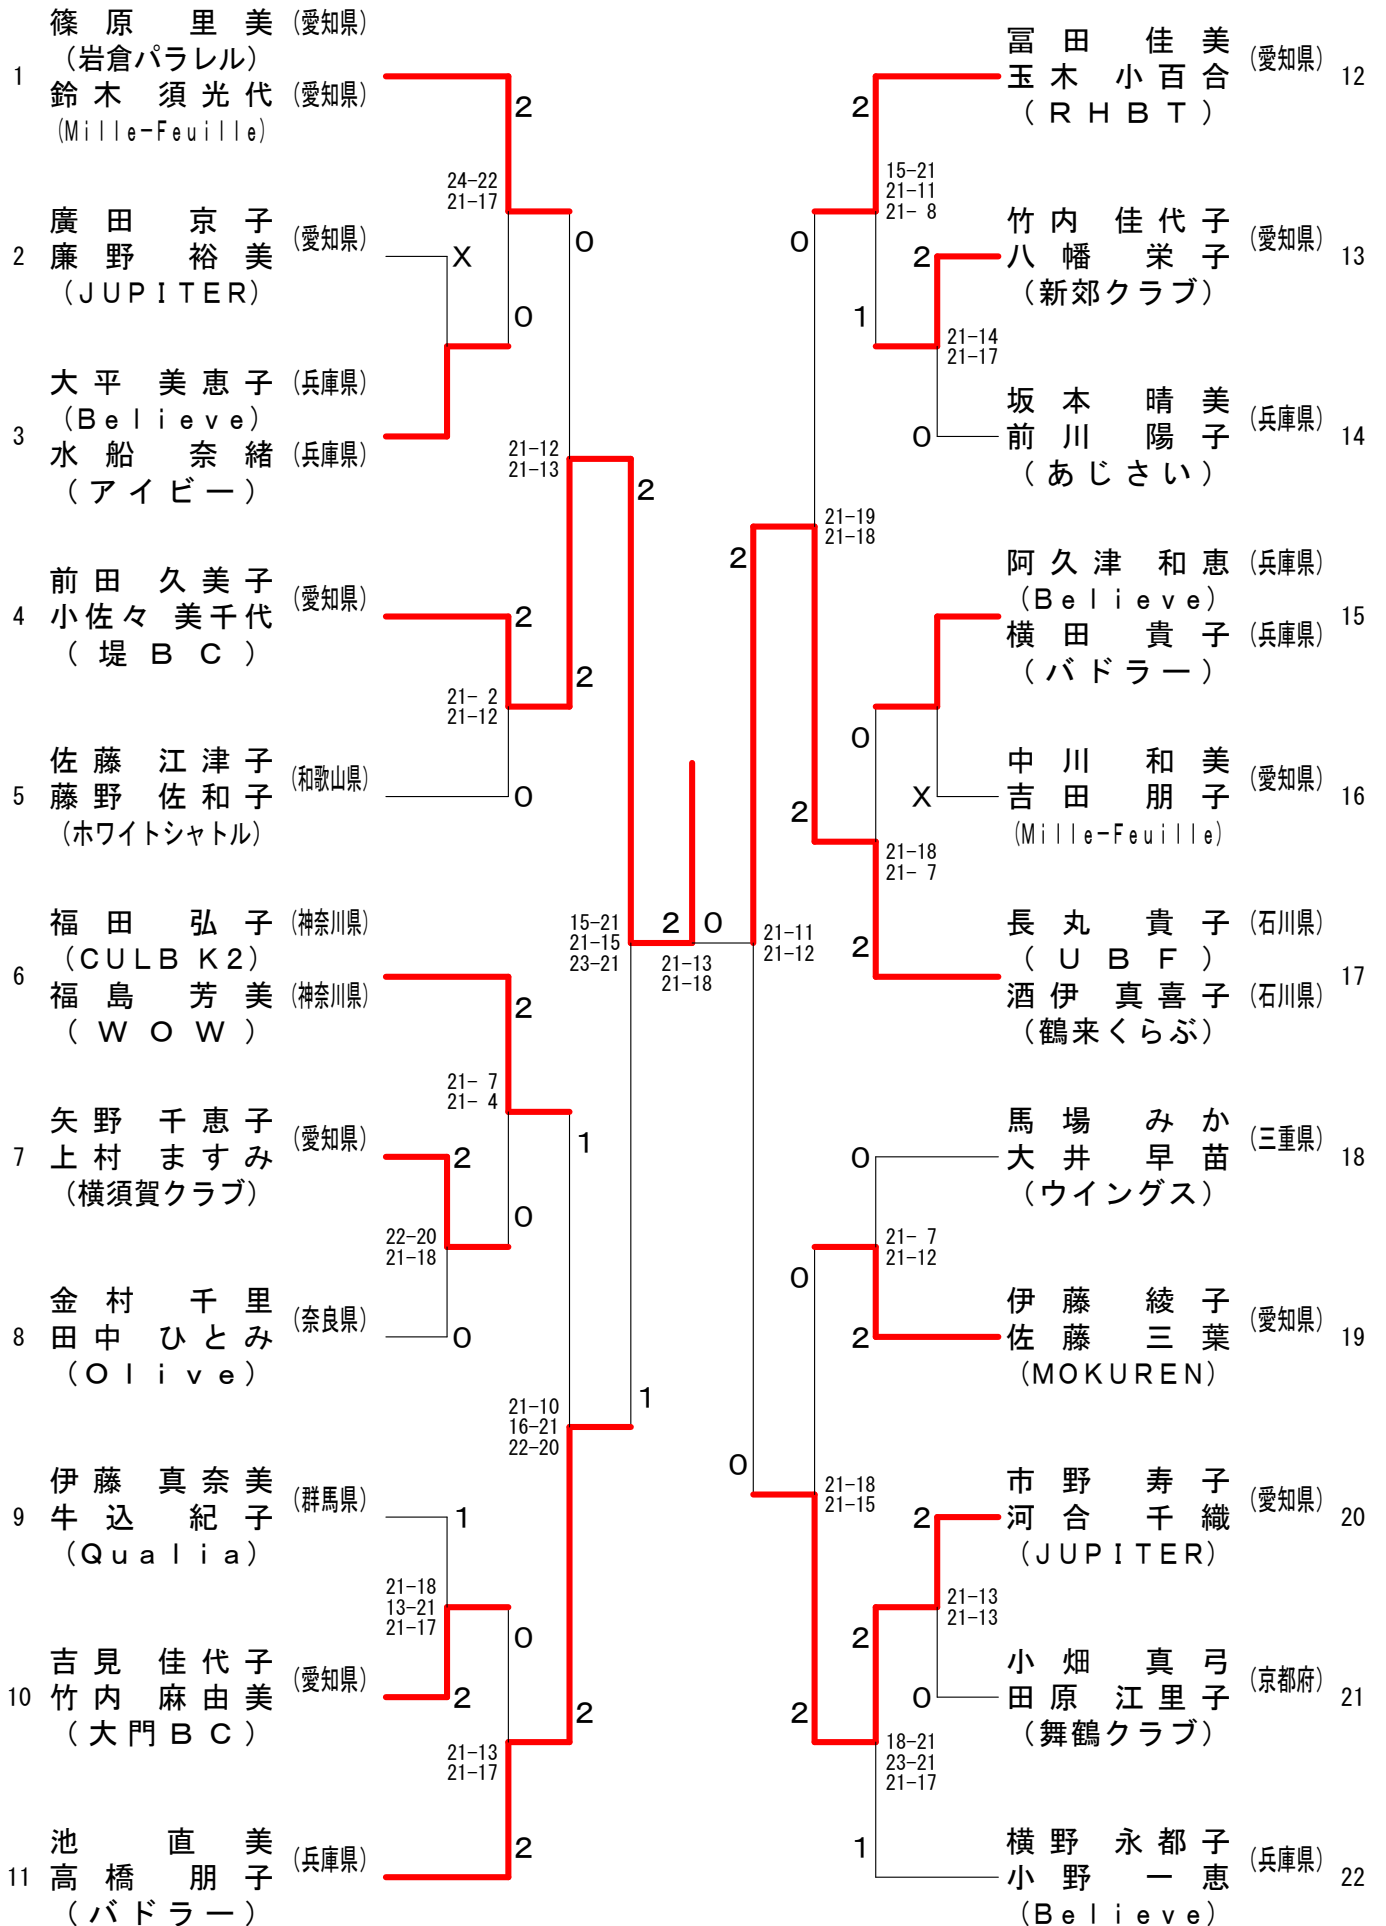 篠原 里美 (愛知県)
(岩倉パラレル)
1
鈴木 須光代 (愛知県)
(Mille-Feuille)
廣田 京子
(愛知県)
2 廉野 裕美
(JUPITER)
大平 美恵子 (兵庫県)
(Believe)
3
水船 奈緒 (兵庫県)
(アイビー)
前田 久美子
(愛知県)
4 小佐々 美千代
(堤BC)
佐藤 江津子
(和歌山県)
5 藤野 佐和子
(ホワイトシャトル)
福田 弘子 (神奈川県)
(CULB K2)
6
福島 芳美 (神奈川県)
(WOW)
矢野 千恵子
(愛知県)
7 上村 ますみ
(横須賀クラブ)
金村 千里
(奈良県)
8 田中 ひとみ
(Olive)
伊藤 真奈美
(群馬県)
9 牛込 紀子
(Qualia)
吉見 佳代子
(愛知県)
10 竹内 麻由美
(大門BC)
池 直美
(兵庫県)
11 高橋 朋子
(バドラー)
2
24-22
21-17
X
0
0
21-12
21-13
2
2
21- 2
21-12
2
0
15-21
21-15
23-21
2
21- 7
21- 4
2
1
0
22-20
21-18
0
21-10
16-21
22-20
1
1
21-18
13-21
21-17
0
2
2
21-13
21-17
2
2 0
21-13
21-18
2
15-21
21-11
21- 8
0
2
1
21-14
21-17
0
21-19
21-18
2
0
X
2
21-18
21- 7
2
21-11
21-12
0
21- 7
21-12
0
2
0
21-18
21-15
2
21-13
21-13
2
0
2
18-21
23-21
21-17
1
冨田 佳美
(愛知県)
玉木 小百合 12
(RHBT)
竹内 佳代子
(愛知県)
八幡 栄子 13
(新郊クラブ)
坂本 晴美
(兵庫県)
前川 陽子 14
(あじさい)
阿久津 和恵 (兵庫県)
(Believe)
15
横田 貴子 (兵庫県)
(バドラー)
中川 和美
(愛知県)
吉田 朋子 16
(Mille-Feuille)
長丸 貴子 (石川県)
(UBF)
17
酒伊 真喜子 (石川県)
(鶴来くらぶ)
馬場 みか
(三重県)
大井 早苗 18
(ウイングス)
伊藤 綾子
(愛知県)
佐藤 三葉 19
(MOKUREN)
市野 寿子
(愛知県)
河合 千織 20
(JUPITER)
小畑 真弓
(京都府)
田原 江里子 21
(舞鶴クラブ)
横野 永都子
(兵庫県)
小野 一恵 22
(Believe)